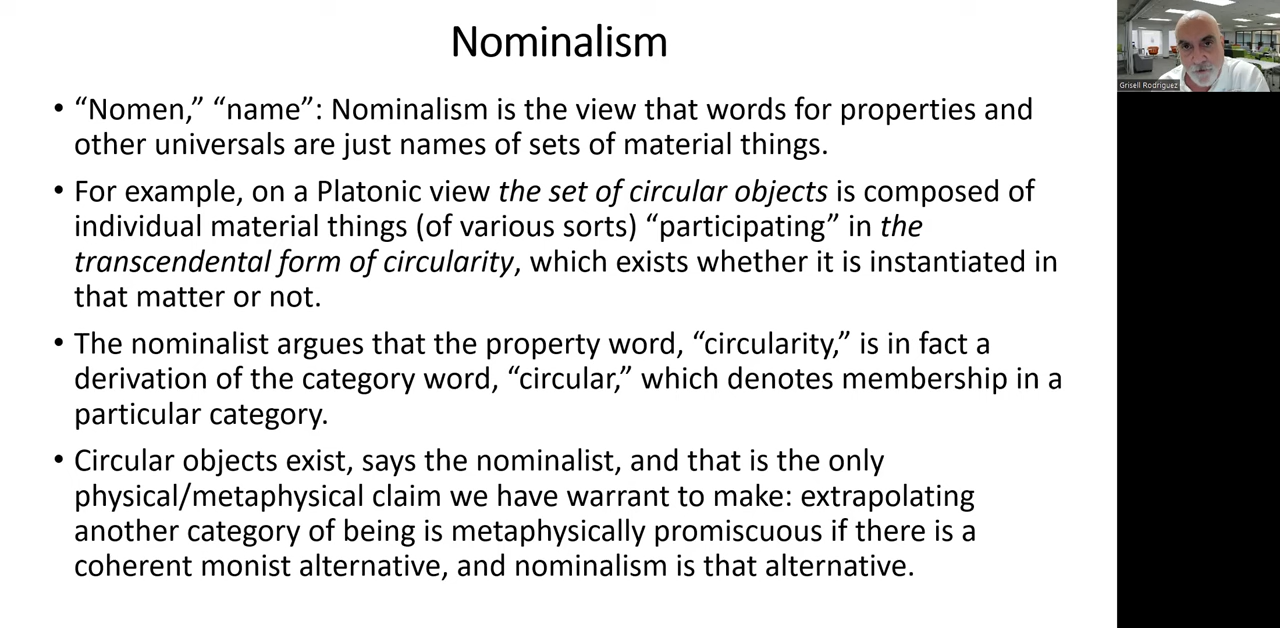 Nominalism
• “Nomen,” “name”: Nominalism is the view that words for properties and
other universals are just names of sets of material things.
• For example, on a Platonic view the set of circular objects is composed of
individual material things (of various sorts) “participating” in the
transcendental form of circularity, which exists whether it is instantiated in
that matter or not.
• The nominalist argues that the property word, “circularity,” is in fact a
derivation of the category word, “circular,” which denotes membership in a
particular category.
• Circular objects exist, says the nominalist, and that is the only
physical/metaphysical claim we have warrant to make: extrapolating
another category of being is metaphysically promiscuous if there is a
coherent monist alternative, and nominalism is that alternative.
Grisell Rodriguez